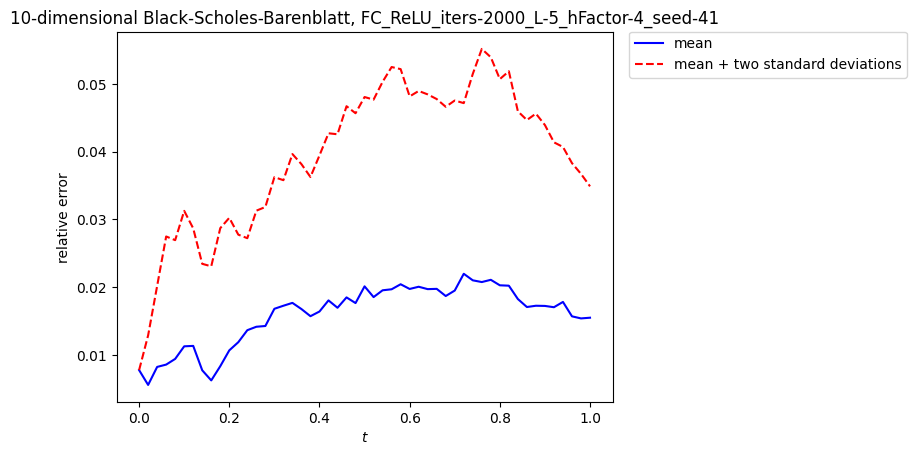 10-dimensional Black-Scholes-Barenblatt, FC_ReLU_iters-2000_L-5_hFactor-4_seed-41
mean
mean + two standard deviations
relative error
0.05
0.04
0.03
0.02
0.01
0.0 0.2 0.4 0.6 0.8 1.0
t